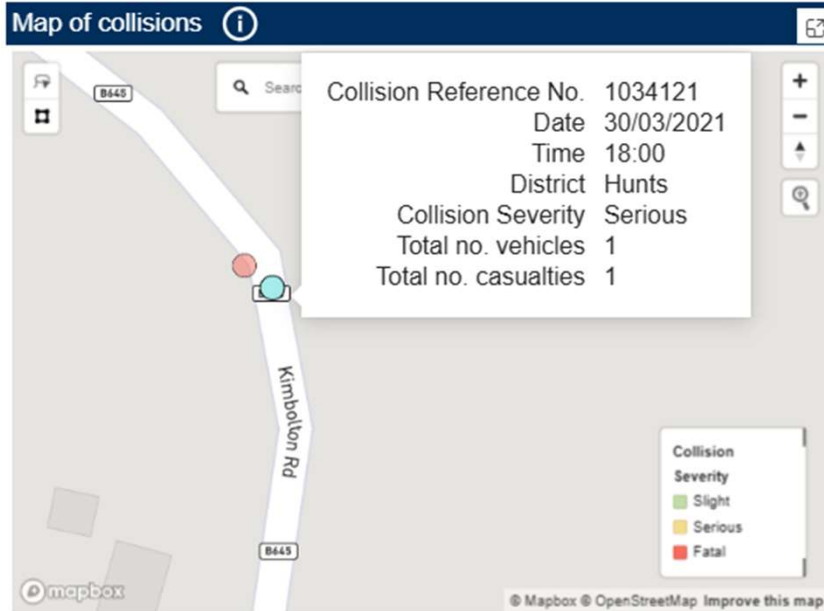 Map of collisions i
B645
Searc
Collision Reference No. 1034121
Date 30/03/2021
Time 18:00
District Hunts
Collision Severity Serious
Total no. vehicles 1
Total no. casualties 1
Kimbolton Rd
B645
Collision
Severity
Slight
Serious
Fatal
mapbox
© Mapbox © OpenStreetMap Improve this map